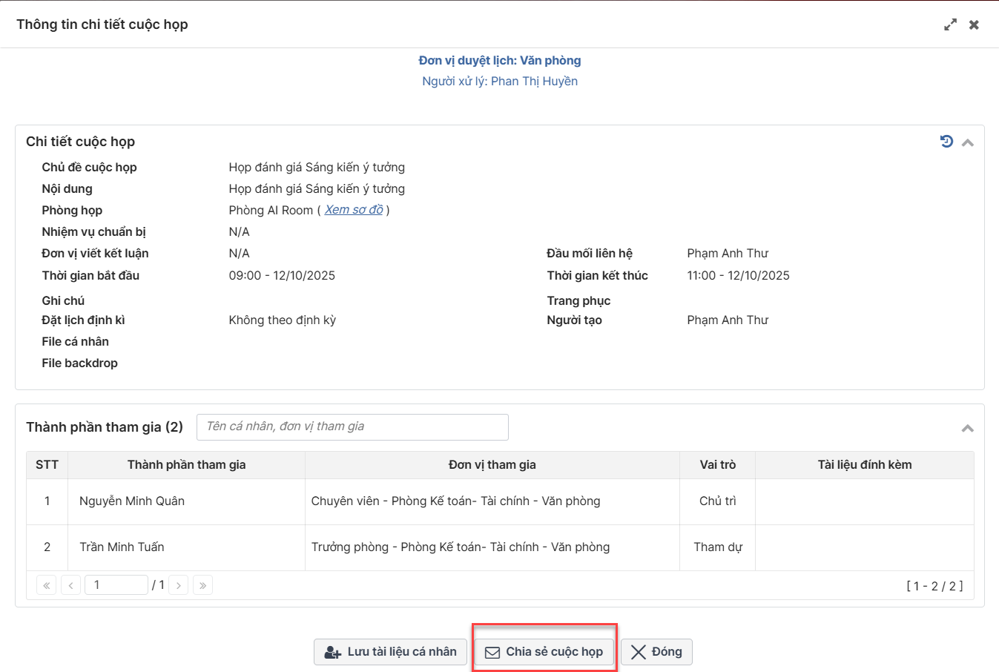 Thông tin chi tiết cuộc họp
Đơn vị duyệt lịch: Văn phòng
Người xử lý: Phan Thị Huyền
Chi tiết cuộc họp
Chủ đề cuộc họp Họp đánh giá Sáng kiến ý tưởng
Nội dung Họp đánh giá Sáng kiến ý tưởng
Phòng họp Phòng AI Room ( Xem sơ đồ )
Nhiệm vụ chuẩn bị N/A
Đơn vị viết kết luận N/A Đầu mối liên hệ Phạm Anh Thư
Thời gian bắt đầu 09:00 - 12/10/2025 Thời gian kết thúc 11:00 - 12/10/2025
Ghi chú Trang phục
Đặt lịch định kì Không theo định kỳ Người tạo Phạm Anh Thư
File cá nhân
File backdrop
Thành phần tham gia (2) Tên cá nhân, đơn vị tham gia
STT Thành phần tham gia Đơn vị tham gia Vai trò Tài liệu đính kèm
1 Nguyễn Minh Quân Chuyên viên - Phòng Kế toán- Tài chính - Văn phòng Chủ trì
2 Trần Minh Tuấn Trưởng phòng - Phòng Kế toán- Tài chính - Văn phòng Tham dự
« ‹ 1 / 1 › » [ 1 - 2 / 2 ]
Lưu tài liệu cá nhân Chia sẻ cuộc họp Đóng